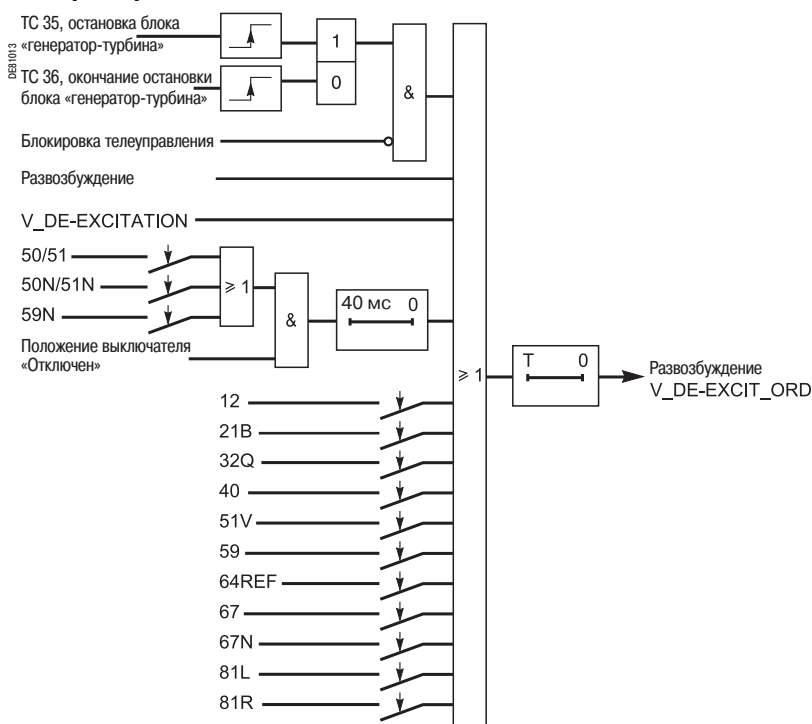 ТС 35, остановка блока
«генератор-турбина»
1
DE81013
ТС 36, окончание остановки
блока «генератор-турбина»
0
&
Блокировка телеуправления
Развозбуждение
V_DE-EXCITATION
50/51
50N/51N
≥ 1
59N
&
40 мс 0
Положение выключателя
«Отключен»
≥ 1
T 0
Развозбуждение
V_DE-EXCIT_ORD
12
21B
32Q
40
51V
59
64REF
67
67N
81L
81R